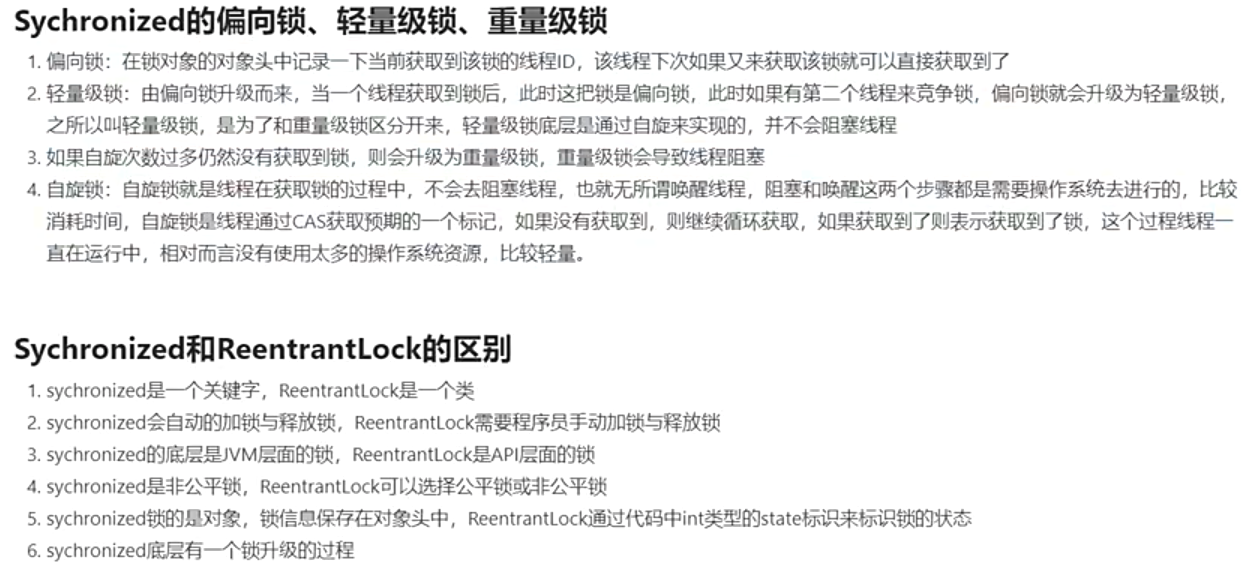 Sychronized的偏向锁、轻量级锁、重量级锁
1. 偏向锁：在锁对象的对象头中记录一下当前获取到该锁的线程ID，该线程下次如果又来获取该锁就可以直接获取到了
2. 轻量级锁：由偏向锁升级而来，当一个线程获取到锁后，此时这把锁是偏向锁，此时如果有第二个线程来竞争锁，偏向锁就会升级为轻量级锁，
之所以叫轻量级锁，是为了和重量级锁区分开来，轻量级锁底层是通过自旋来实现的，并不会阻塞线程
3. 如果自旋次数过多仍然没有获取到锁，则会升级为重量级锁，重量级锁会导致线程阻塞
4. 自旋锁：自旋锁就是线程在获取锁的过程中，不会去阻塞线程，也就无所谓唤醒线程，阻塞和唤醒这两个步骤都是需要操作系统去进行的，比较
消耗时间，自旋锁是线程通过CAS获取预期的一个标记，如果没有获取到，则继续循环获取，如果获取到了则表示获取到了锁，这个过程线程一
直在运行中，相对而言没有使用太多的操作系统资源，比较轻量。
Sychronized和ReentrantLock的区别
1. sychronized是一个关键字，ReentrantLock是一个类
2. sychronized会自动的加锁与释放锁，ReentrantLock需要程序员手动加锁与释放锁
3. sychronized的底层是JVM层面的锁，ReentrantLock是API层面的锁
4. sychronized是非公平锁，ReentrantLock可以选择公平锁或非公平锁
5. sychronized锁的是对象，锁信息保存在对象头中，ReentrantLock通过代码中int类型的state标识来标识锁的状态
6. sychronized底层有一个锁升级的过程